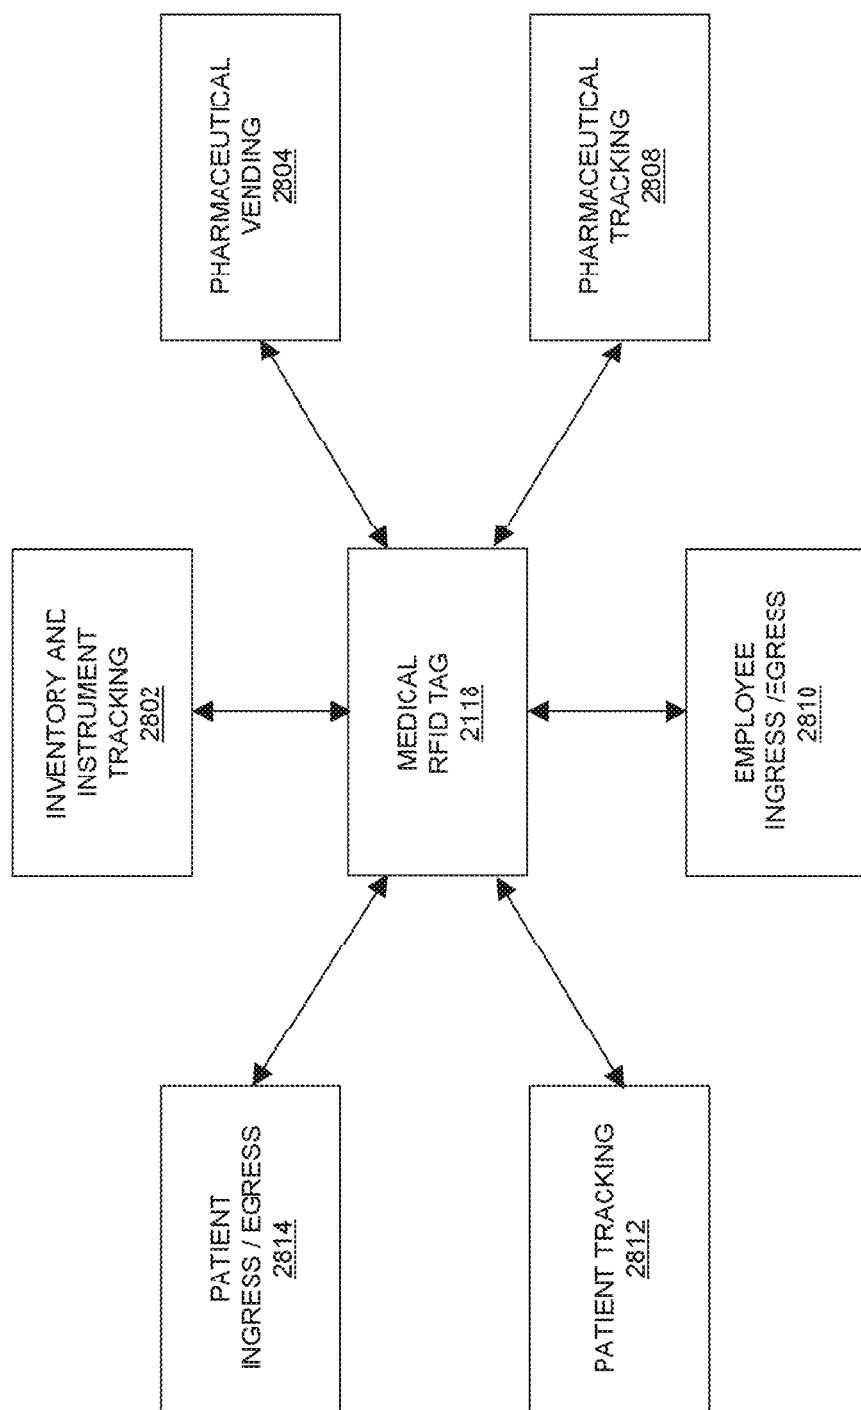 INVENTORY AND
INSTRUMENT
TRACKING
2802
PATIENT
INGRESS / EGRESS
2814
PHARMACEUTICAL
VENDING
2804
MEDICAL
RFID TAG
2118
PATIENT TRACKING
2812
PHARMACEUTICAL
TRACKING
2808
EMPLOYEE
INGRESS /EGRESS
2810